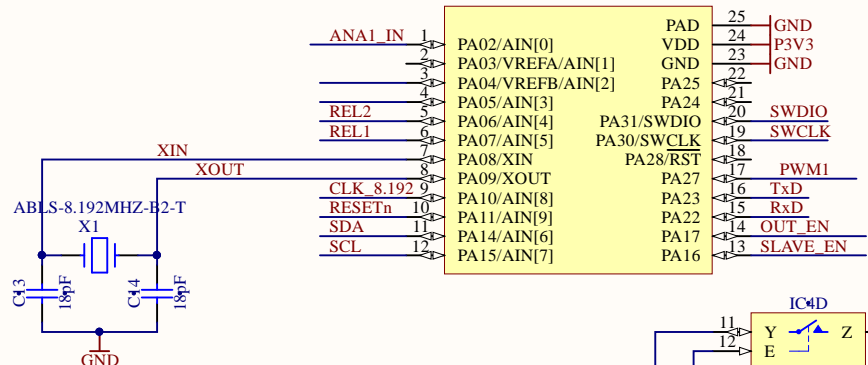 PAD 25 GND
ANA1_IN 1 PA02/AIN[0] VDD 24 P3V3
2 PA03/VREFA/AIN[1] GND 23 GND
3 PA04/VREFB/AIN[2] PA25 22
4 PA05/AIN[3] PA24 21
REL2 5 PA06/AIN[4] PA31/SWDIO 20 SWDIO
REL1 6 PA07/AIN[5] PA30/SWCLK 19 SWCLK
XIN 7 PA08/XIN PA28/RST 18
XOUT 8 PA09/XOUT PA27 17 PWM1
CLK_8.192 9 PA10/AIN[8] PA23 16 TxD
ABLS-8.192MHZ-B2-T
RESETn 10 PA11/AIN[9] PA22 15 RxD
X1
SDA 11 PA14/AIN[6] PA17 14 OUT_EN
SCL 12 PA15/AIN[7] PA16 13 SLAVE_EN
C13 18pF C14 18pF
GND
IC4D
11 Y Z
12 E